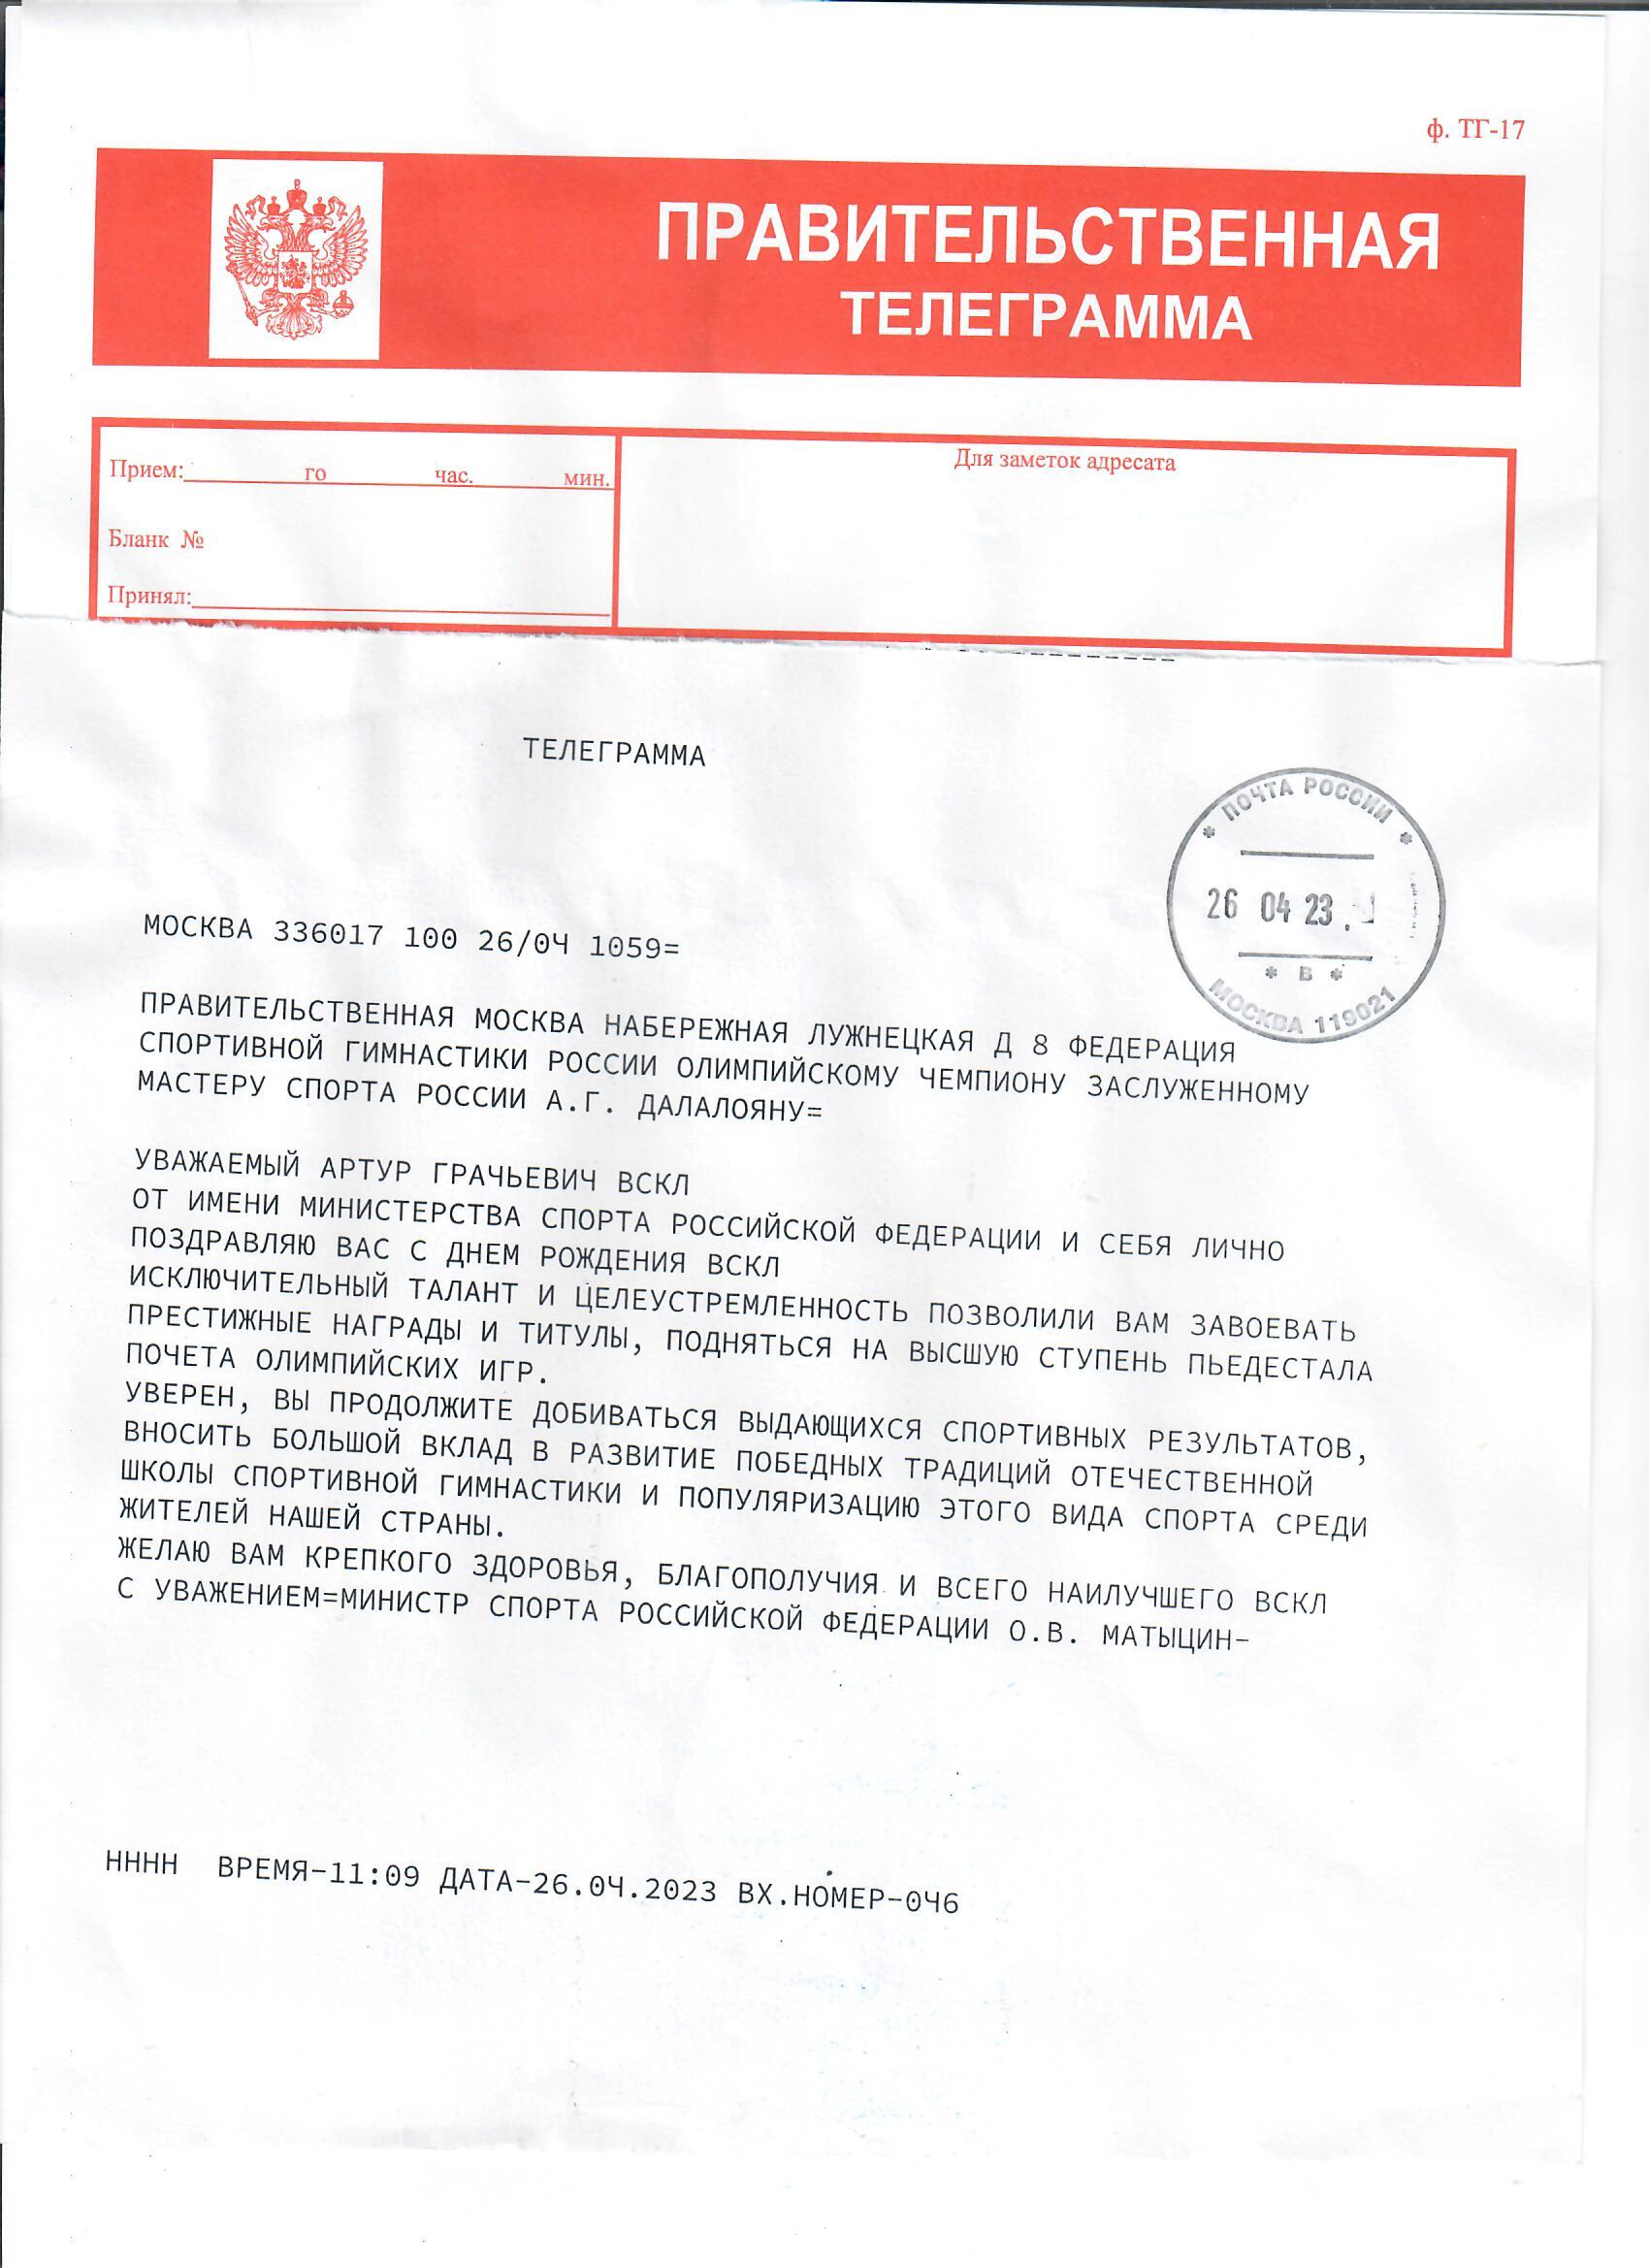 ф. ТГ-17
ПРАВИТЕЛЬСТВЕННАЯ
ТЕЛЕГРАММА
Прием: го час. мин.
Для заметок адресата
Бланк №
Принял:
ТЕЛЕГРАММА
* ПОЧТА РОССИИ *
26 04 23
* В *
МОСКВА 119021
МОСКВА 336017 100 26/0Ч 1059=
ПРАВИТЕЛЬСТВЕННАЯ МОСКВА НАБЕРЕЖНАЯ ЛУЖНЕЦКАЯ Д 8 ФЕДЕРАЦИЯ
СПОРТИВНОЙ ГИМНАСТИКИ РОССИИ ОЛИМПИЙСКОМУ ЧЕМПИОНУ ЗАСЛУЖЕННОМУ
МАСТЕРУ СПОРТА РОССИИ А.Г. ДАЛАЛОЯНУ=
УВАЖАЕМЫЙ АРТУР ГРАЧЬЕВИЧ ВСКЛ
ОТ ИМЕНИ МИНИСТЕРСТВА СПОРТА РОССИЙСКОЙ ФЕДЕРАЦИИ И СЕБЯ ЛИЧНО
ПОЗДРАВЛЯЮ ВАС С ДНЕМ РОЖДЕНИЯ ВСКЛ
ИСКЛЮЧИТЕЛЬНЫЙ ТАЛАНТ И ЦЕЛЕУСТРЕМЛЕННОСТЬ ПОЗВОЛИЛИ ВАМ ЗАВОЕВАТЬ
ПРЕСТИЖНЫЕ НАГРАДЫ И ТИТУЛЫ, ПОДНЯТЬСЯ НА ВЫСШУЮ СТУПЕНЬ ПЬЕДЕСТАЛА
ПОЧЕТА ОЛИМПИЙСКИХ ИГР.
УВЕРЕН, ВЫ ПРОДОЛЖИТЕ ДОБИВАТЬСЯ ВЫДАЮЩИХСЯ СПОРТИВНЫХ РЕЗУЛЬТАТОВ,
ВНОСИТЬ БОЛЬШОЙ ВКЛАД В РАЗВИТИЕ ПОБЕДНЫХ ТРАДИЦИЙ ОТЕЧЕСТВЕННОЙ
ШКОЛЫ СПОРТИВНОЙ ГИМНАСТИКИ И ПОПУЛЯРИЗАЦИЮ ЭТОГО ВИДА СПОРТА СРЕДИ
ЖИТЕЛЕЙ НАШЕЙ СТРАНЫ.
ЖЕЛАЮ ВАМ КРЕПКОГО ЗДОРОВЬЯ, БЛАГОПОЛУЧИЯ И ВСЕГО НАИЛУЧШЕГО ВСКЛ
С УВАЖЕНИЕМ=МИНИСТР СПОРТА РОССИЙСКОЙ ФЕДЕРАЦИИ О.В. МАТЫЦИН-
НННН ВРЕМЯ-11:09 ДАТА-26.0Ч.2023 ВХ.НОМЕР-0Ч6